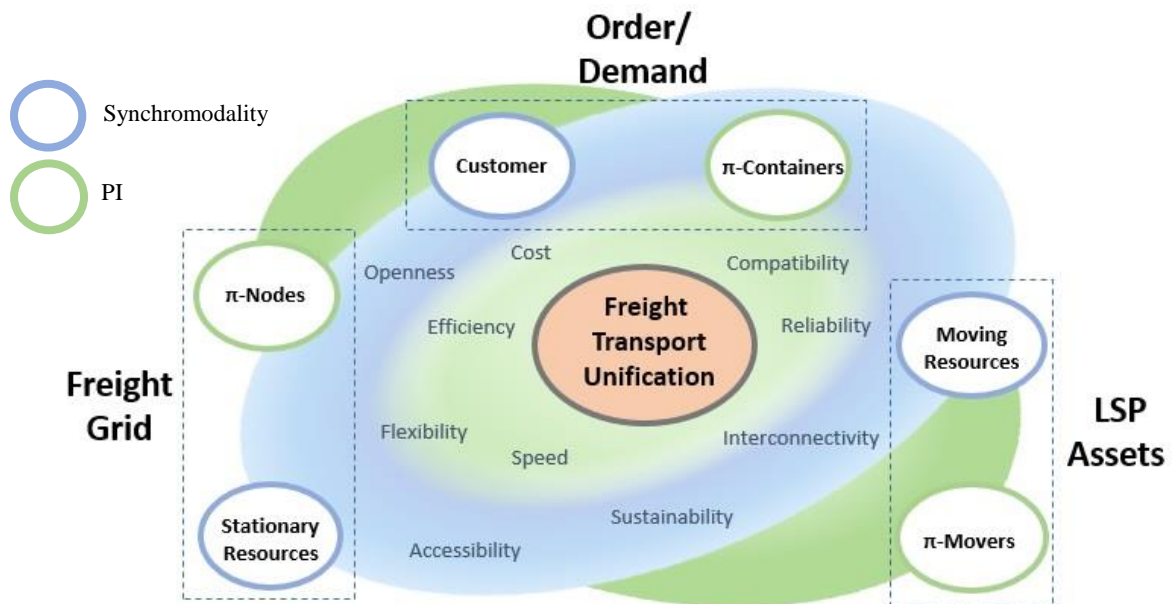 Order/
Demand
Synchromodality
PI
Customer
π-Containers
π-Nodes
Openness
Cost
Compatibility
Efficiency
Freight
Transport
Unification
Reliability
Moving
Resources
Freight
Grid
LSP
Assets
Flexibility
Speed
Interconnectivity
Stationary
Resources
Sustainability
Accessibility
π-Movers